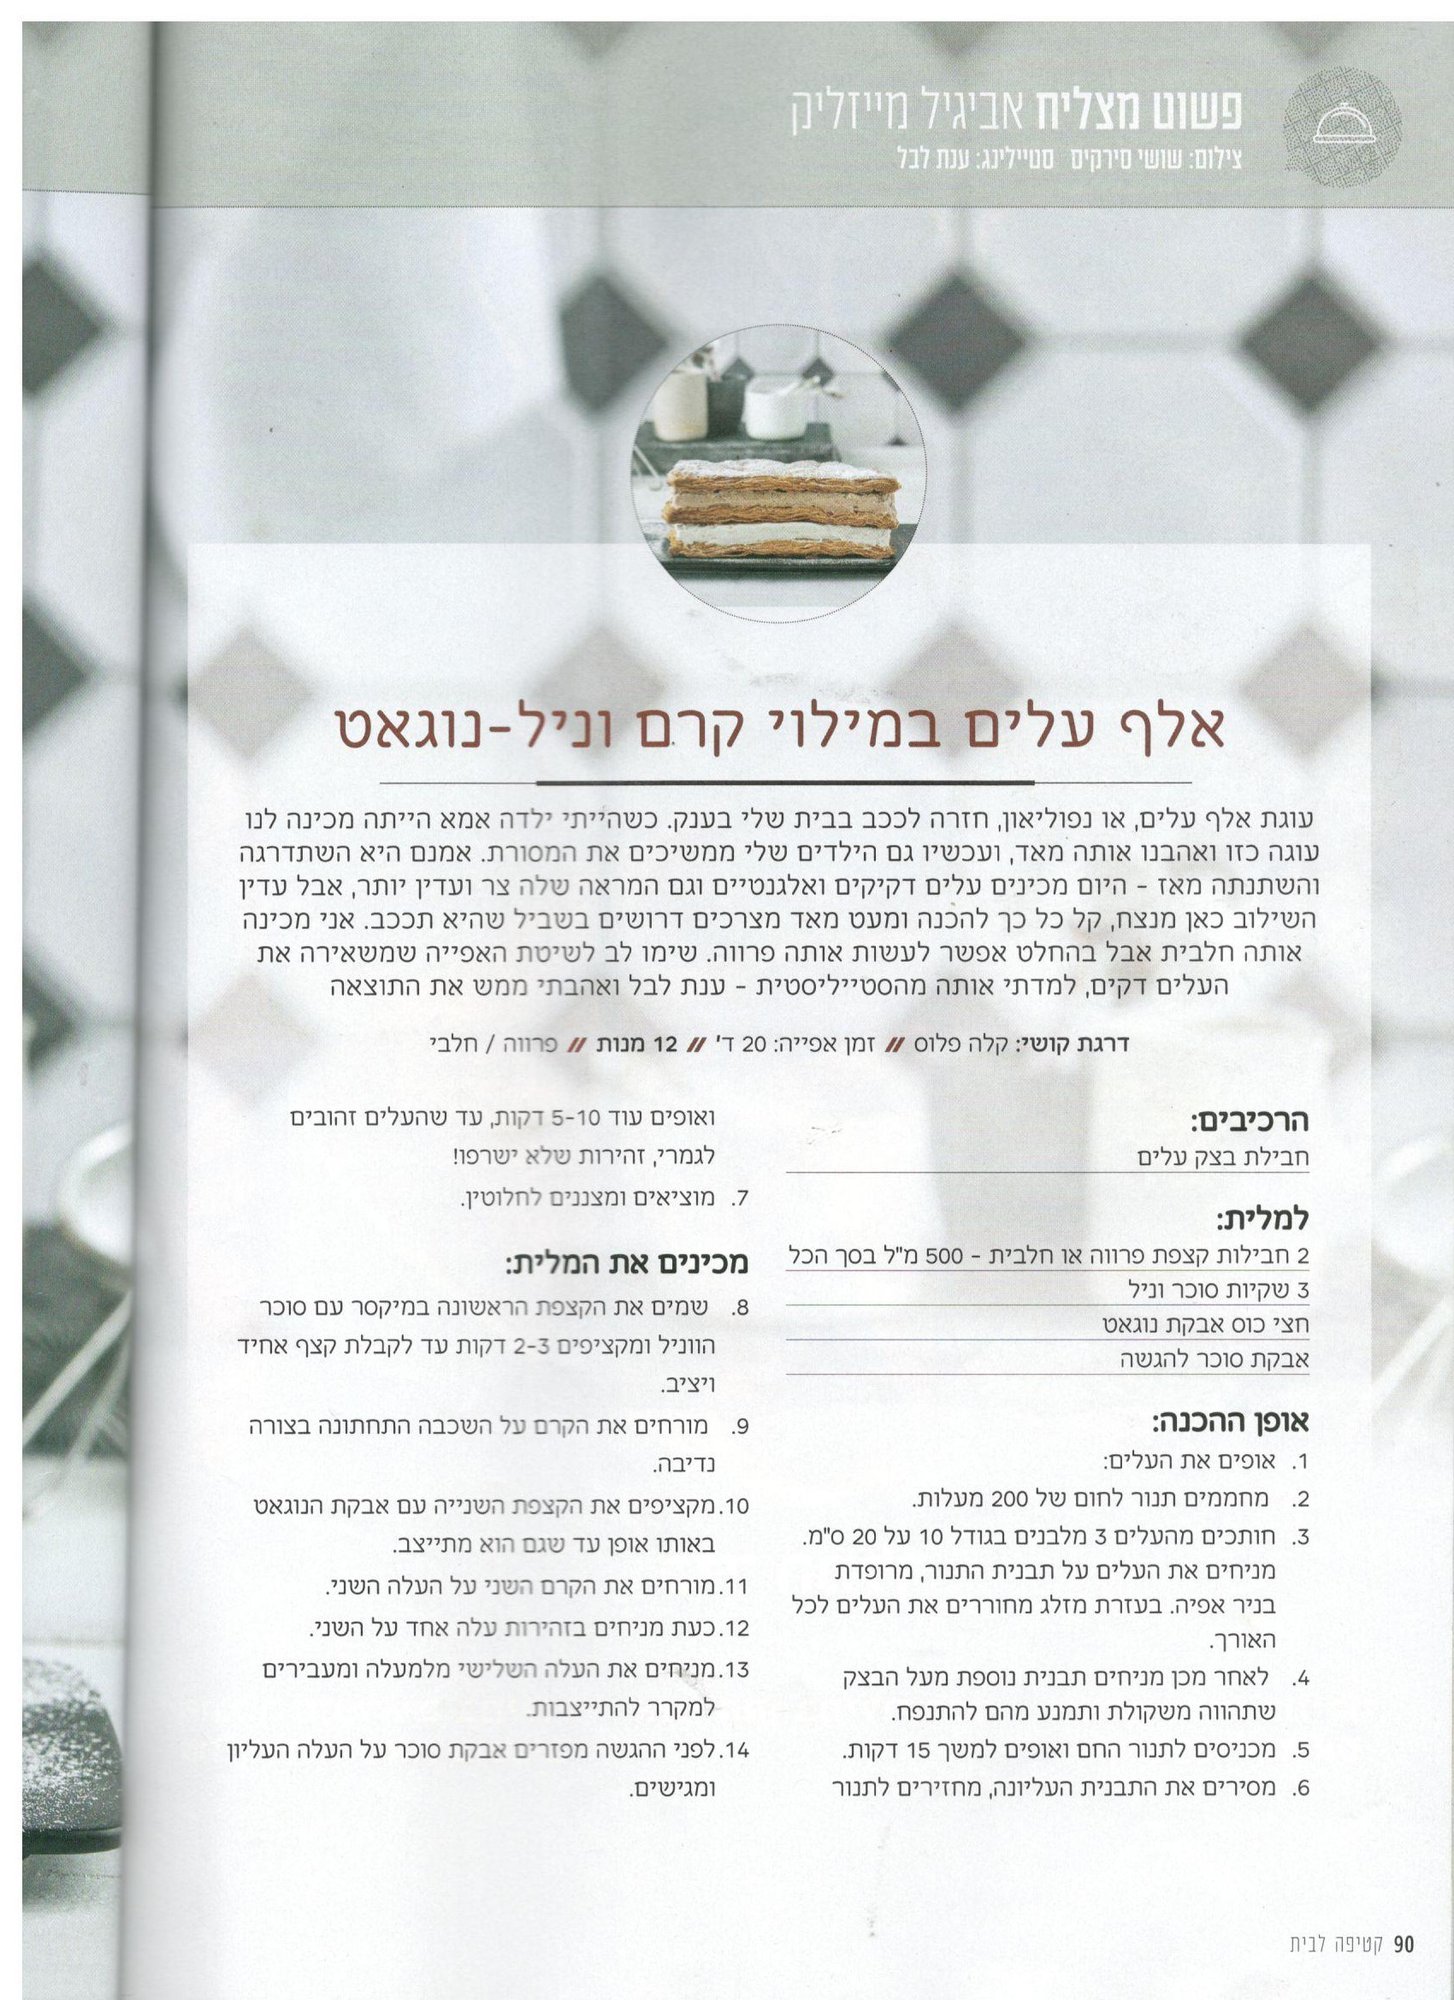 פשוט מצליח אביגיל מייזליק
צילום: שושי סירקיס סטיילינג: ענת לבל
אלף עלים במילוי קרם וניל-נוגאט
עוגת אלף עלים, או נפוליאון, חזרה לככב בבית שלי בענק. כשהייתי ילדה אמא הייתה מכינה לנו
עוגה כזו ואהבנו אותה מאד, ועכשיו גם הילדים שלי ממשיכים את המסורת. אמנם היא השתדרגה
והשתנתה מאז - היום מכינים עלים דקיקים ואלגנטיים וגם המראה שלה צר ועדין יותר, אבל עדין
השילוב כאן מנצח, קל כל כך להכנה ומעט מאד מצרכים דרושים בשביל שהיא תככב. אני מכינה
אותה חלבית אבל בהחלט אפשר לעשות אותה פרווה. שימו לב לשיטת האפייה שמשאירה את
העלים דקים, למדתי אותה מהסטייליסטית - ענת לבל ואהבתי ממש את התוצאה
דרגת קושי: קלה פלוס // זמן אפייה: 20 ד' // 12 מנות // פרווה / חלבי
הרכיבים:
חבילת בצק עלים
למלית:
2 חבילות קצפת פרווה או חלבית - 500 מ"ל בסך הכל
3 שקיות סוכר וניל
חצי כוס אבקת נוגאט
אבקת סוכר להגשה
אופן ההכנה:
1. אופים את העלים:
2. מחממים תנור לחום של 200 מעלות.
3. חותכים מהעלים 3 מלבנים בגודל 10 על 20 ס"מ.
מניחים את העלים על תבנית התנור, מרופדת
בניר אפיה. בעזרת מזלג מחוררים את העלים לכל
האורך.
4. לאחר מכן מניחים תבנית נוספת מעל הבצק
שתהווה משקולת ותמנע מהם להתנפח.
5. מכניסים לתנור החם ואופים למשך 15 דקות.
6. מסירים את התבנית העליונה, מחזירים לתנור
ואופים עוד 5-10 דקות, עד שהעלים זהובים
לגמרי, זהירות שלא ישרפו!
7. מוציאים ומצננים לחלוטין.
מכינים את המלית:
8. שמים את הקצפת הראשונה במיקסר עם סוכר
הווניל ומקציפים 2-3 דקות עד לקבלת קצף אחיד
ויציב.
9. מורחים את הקרם על השכבה התחתונה בצורה
נדיבה.
10. מקציפים את הקצפת השנייה עם אבקת הנוגאט
באותו אופן עד שגם הוא מתייצב.
11. מורחים את הקרם השני על העלה השני.
12. כעת מניחים בזהירות עלה אחד על השני.
13. מניחים את העלה השלישי מלמעלה ומעבירים
למקרר להתייצבות.
14. לפני ההגשה מפזרים אבקת סוכר על העלה העליון
ומגישים.
90 קטיפה לבית